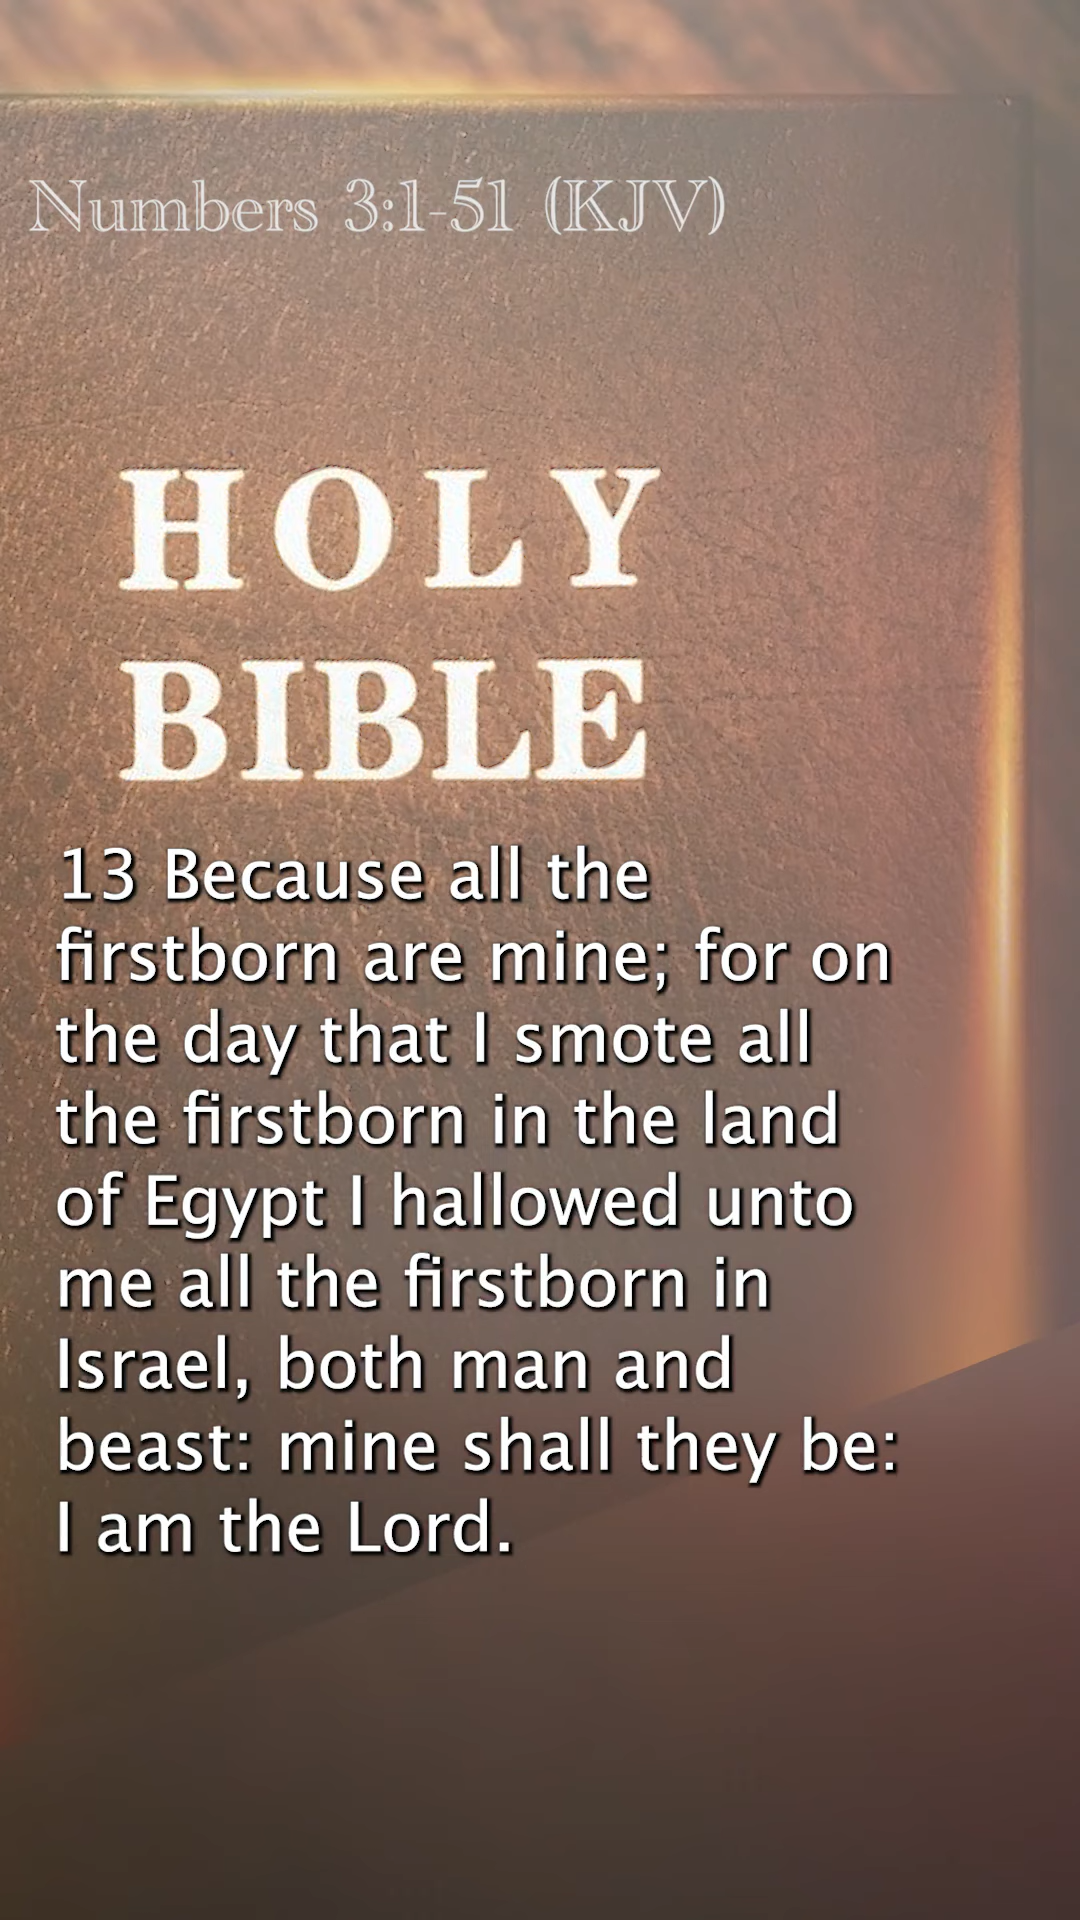 Numbers 3:1-51 (KJV)
HOLY
BIBLE
13 Because all the
firstborn are mine; for on
the day that I smote all
the firstborn in the land
of Egypt I hallowed unto
me all the firstborn in
Israel, both man and
beast: mine shall they be:
I am the Lord.